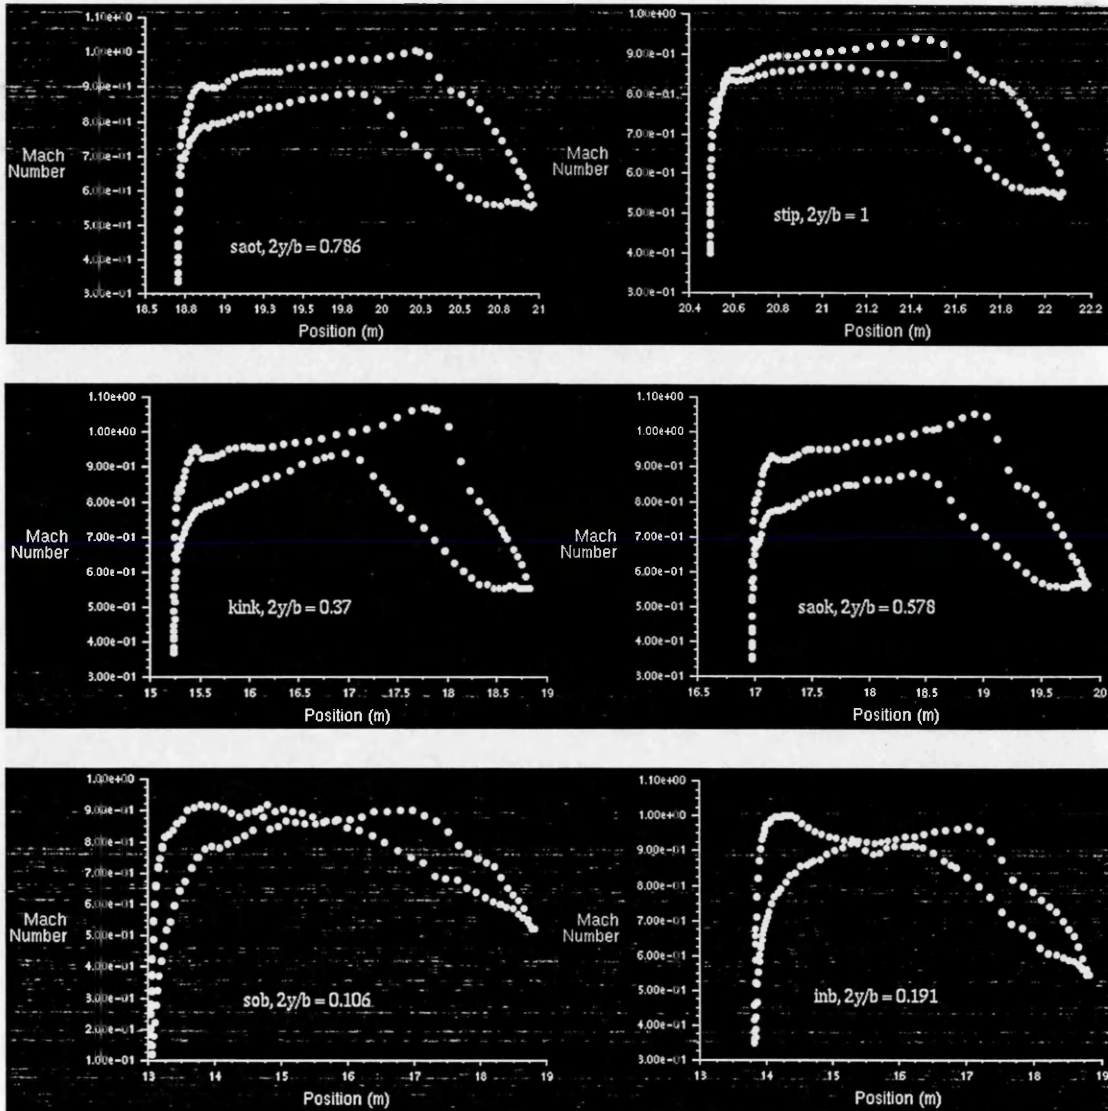 1.10e+00
1.00e+00
9.00e-01
8.00e-01
7.00e-01
6.00e-01
5.00e-01
4.00e-01
3.00e-01
Mach
Number
saot, 2y/b = 0.786
18.5 18.8 19 19.3 19.5 19.8 20 20.3 20.5 20.8 21
Position (m)
1.00e+00
9.00e-01
8.00e-01
7.00e-01
6.00e-01
5.00e-01
4.00e-01
3.00e-01
Mach
Number
stip, 2y/b = 1
20.4 20.6 20.8 21 21.2 21.4 21.6 21.8 22 22.2
Position (m)
1.10e+00
1.00e+00
9.00e-01
8.00e-01
7.00e-01
6.00e-01
5.00e-01
4.00e-01
3.00e-01
Mach
Number
kink, 2y/b = 0.37
15 15.5 16 16.5 17 17.5 18 18.5 19
Position (m)
1.10e+00
1.00e+00
9.00e-01
8.00e-01
7.00e-01
6.00e-01
5.00e-01
4.00e-01
3.00e-01
Mach
Number
saok, 2y/b = 0.578
16.5 17 17.5 18 18.5 19 19.5 20
Position (m)
1.00e+00
9.00e-01
8.00e-01
7.00e-01
6.00e-01
5.00e-01
4.00e-01
3.00e-01
2.00e-01
1.00e-01
Mach
Number
sob, 2y/b = 0.106
13 14 15 16 17 18 19
Position (m)
1.10e+00
1.00e+00
9.00e-01
8.00e-01
7.00e-01
6.00e-01
5.00e-01
4.00e-01
3.00e-01
Mach
Number
inb, 2y/b = 0.191
13 14 15 16 17 18 19
Position (m)